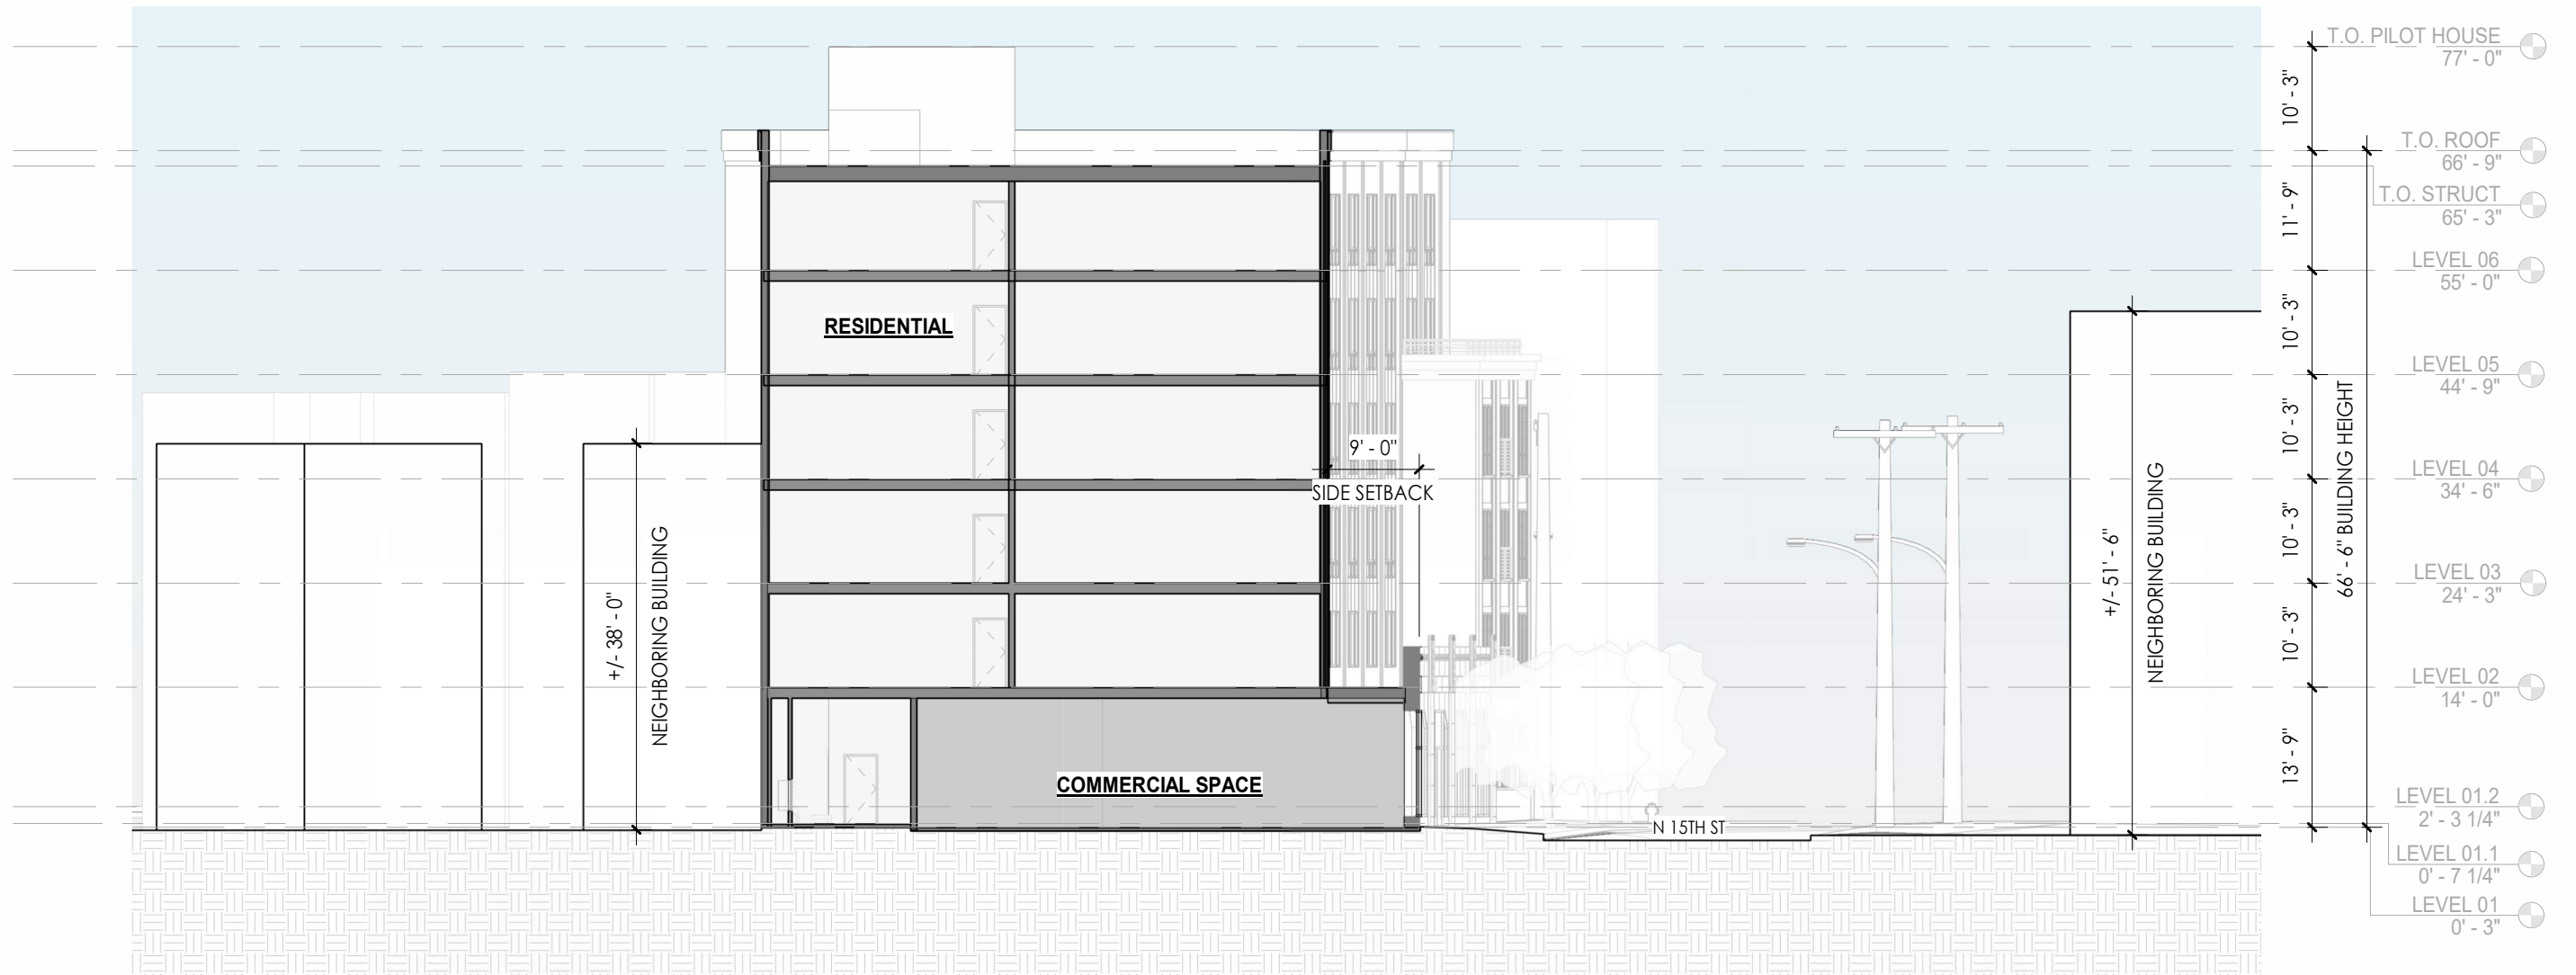 T.O. PILOT HOUSE
77' - 0"
10' - 3"
T.O. ROOF
66' - 9"
T.O. STRUCT
65' - 3"
11' - 9"
LEVEL 06
55' - 0"
10' - 3"
RESIDENTIAL
LEVEL 05
44' - 9"
10' - 3"
66' - 6" BUILDING HEIGHT
9' - 0"
SIDE SETBACK
LEVEL 04
34' - 6"
10' - 3"
+/- 38' - 0"
NEIGHBORING BUILDING
+/- 51' - 6"
NEIGHBORING BUILDING
LEVEL 03
24' - 3"
10' - 3"
LEVEL 02
14' - 0"
13' - 9"
COMMERCIAL SPACE
LEVEL 01.2
2' - 3 1/4"
N 15TH ST
LEVEL 01.1
0' - 7 1/4"
LEVEL 01
0' - 3"